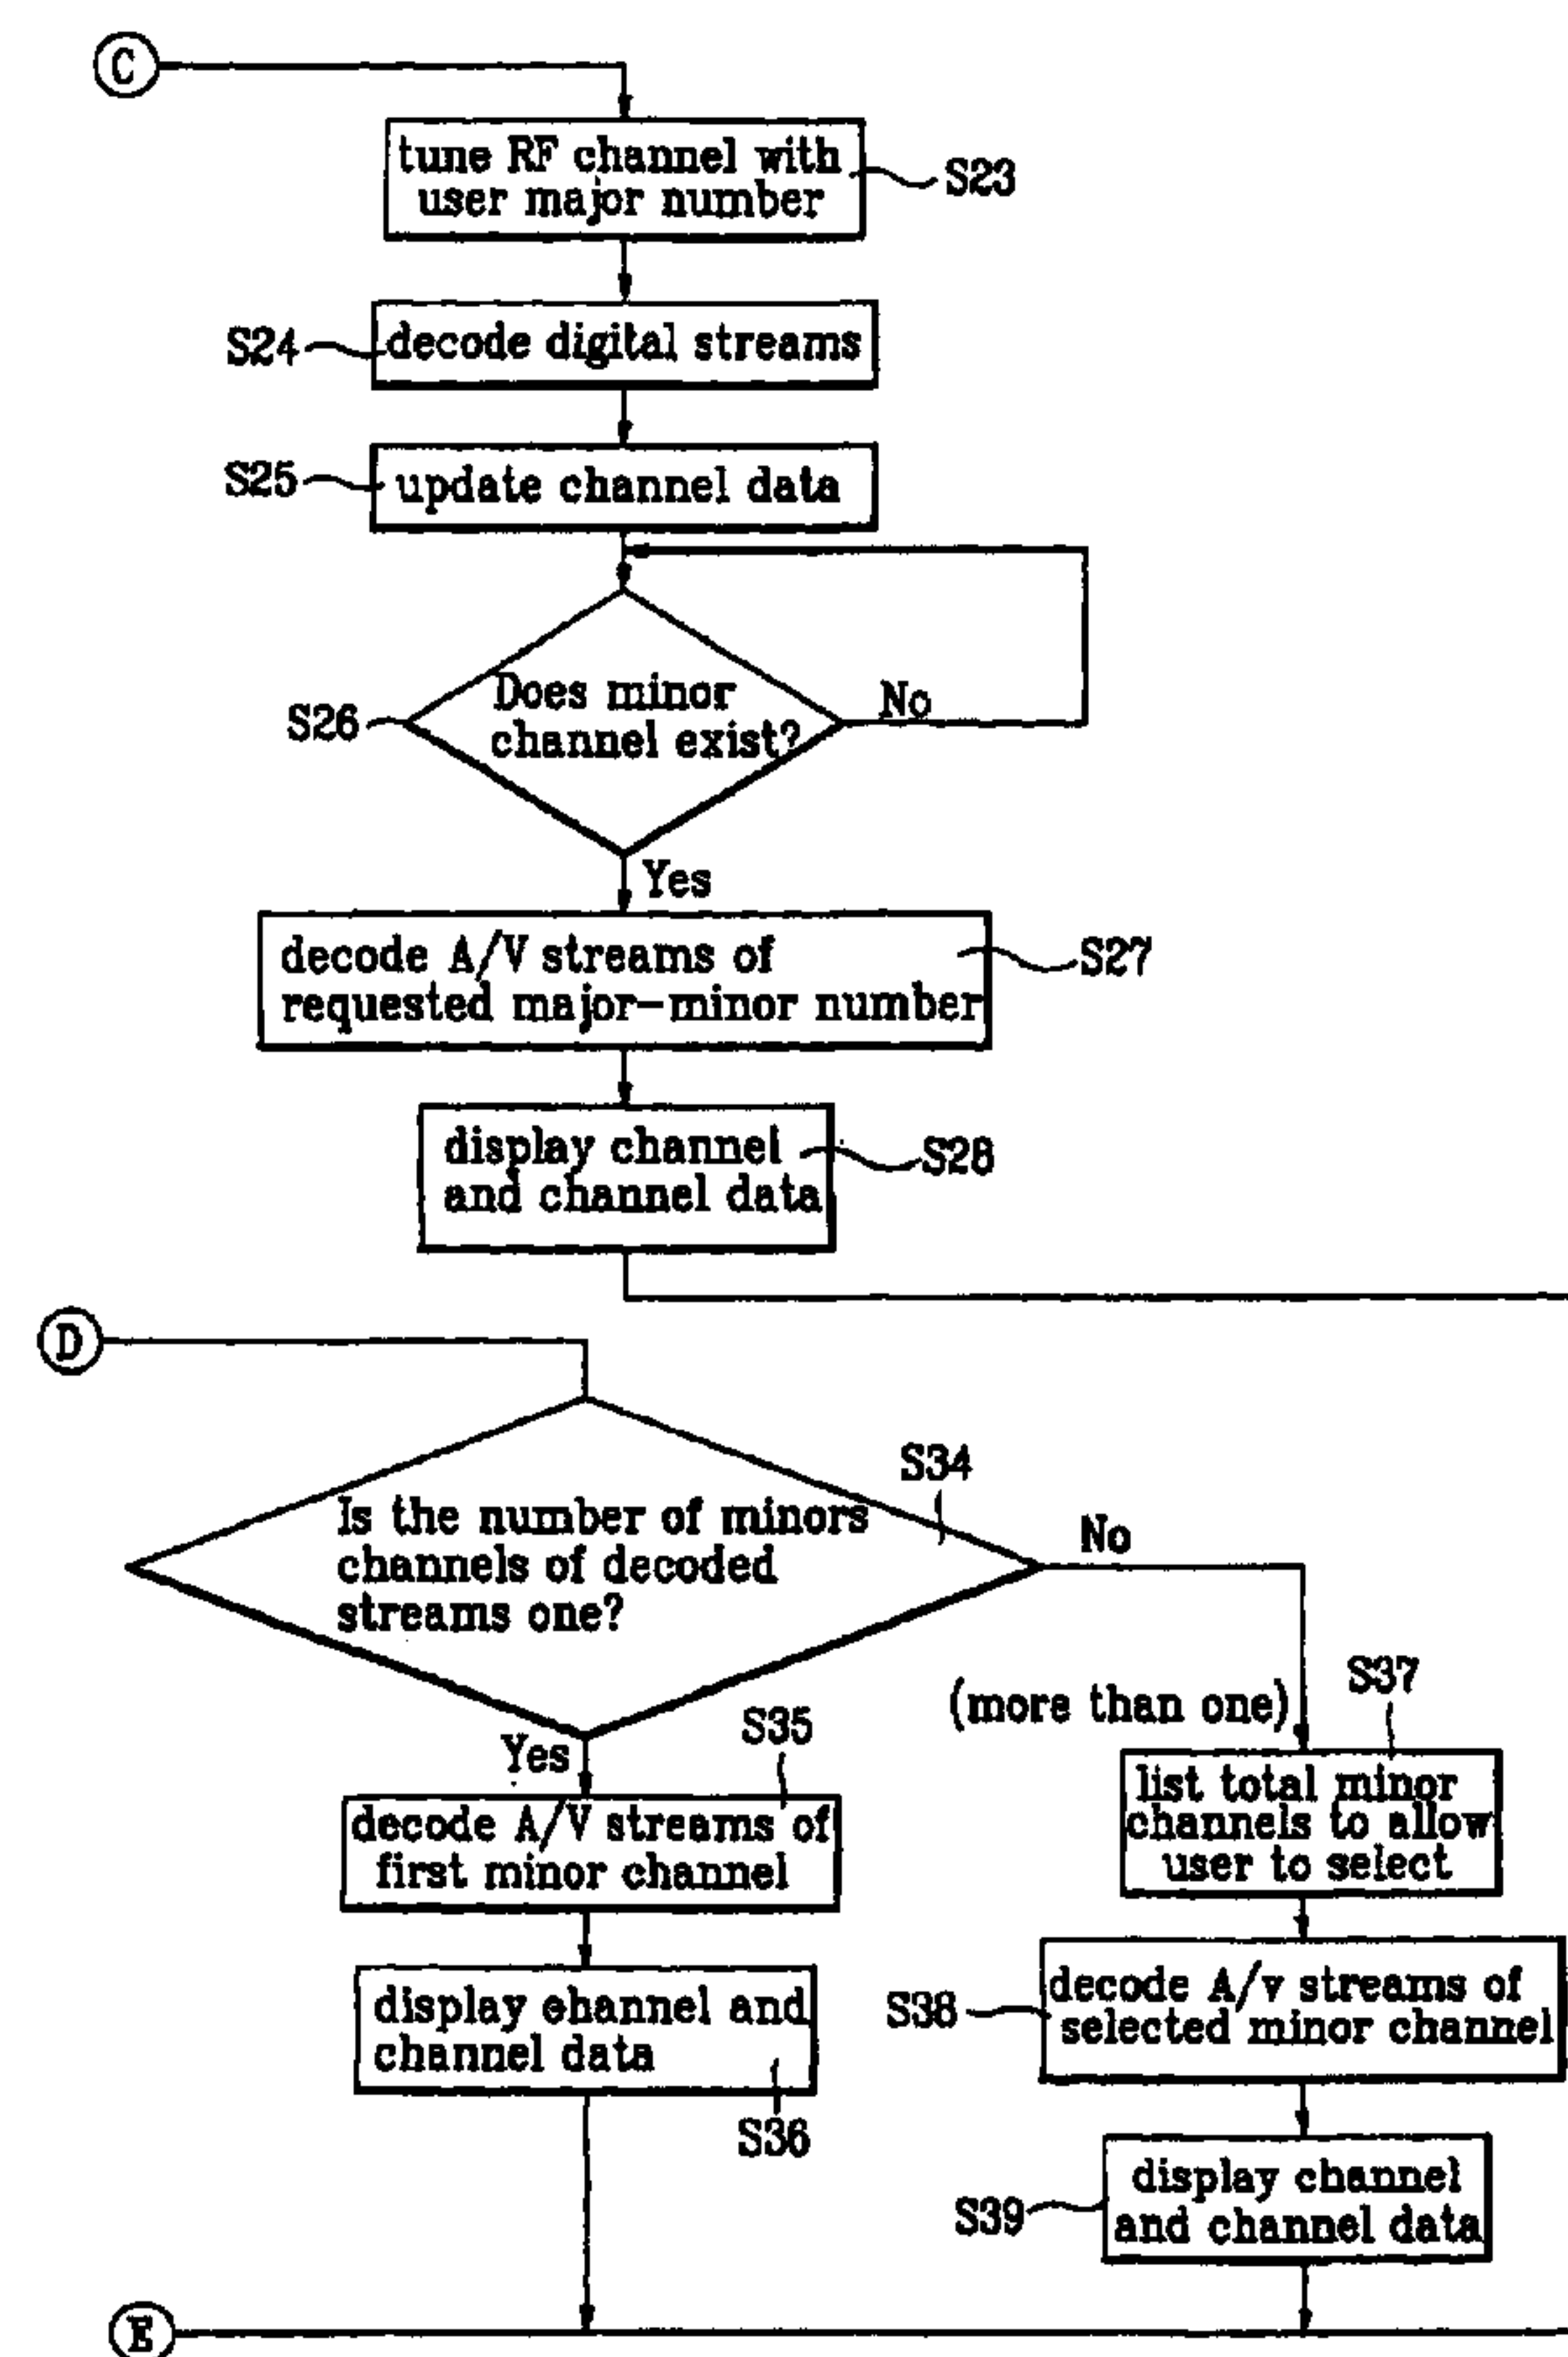 C
tune RF channel with
user major number
S23
S24
decode digital streams
S25
update channel data
S26
Does minor
channel exist?
No
Yes
decode A/V streams of
requested major-minor number
S27
display channel
and channel data
S28
D
Is the number of minors
channels of decoded
streams one?
S34
No
(more than one)
S37
Yes
S35
decode A/V streams of
first minor channel
list total minor
channels to allow
user to select
display ehannel and
channel data
S36
S38
decode A/v streams of
selected minor channel
S39
display channel
and channel data
E